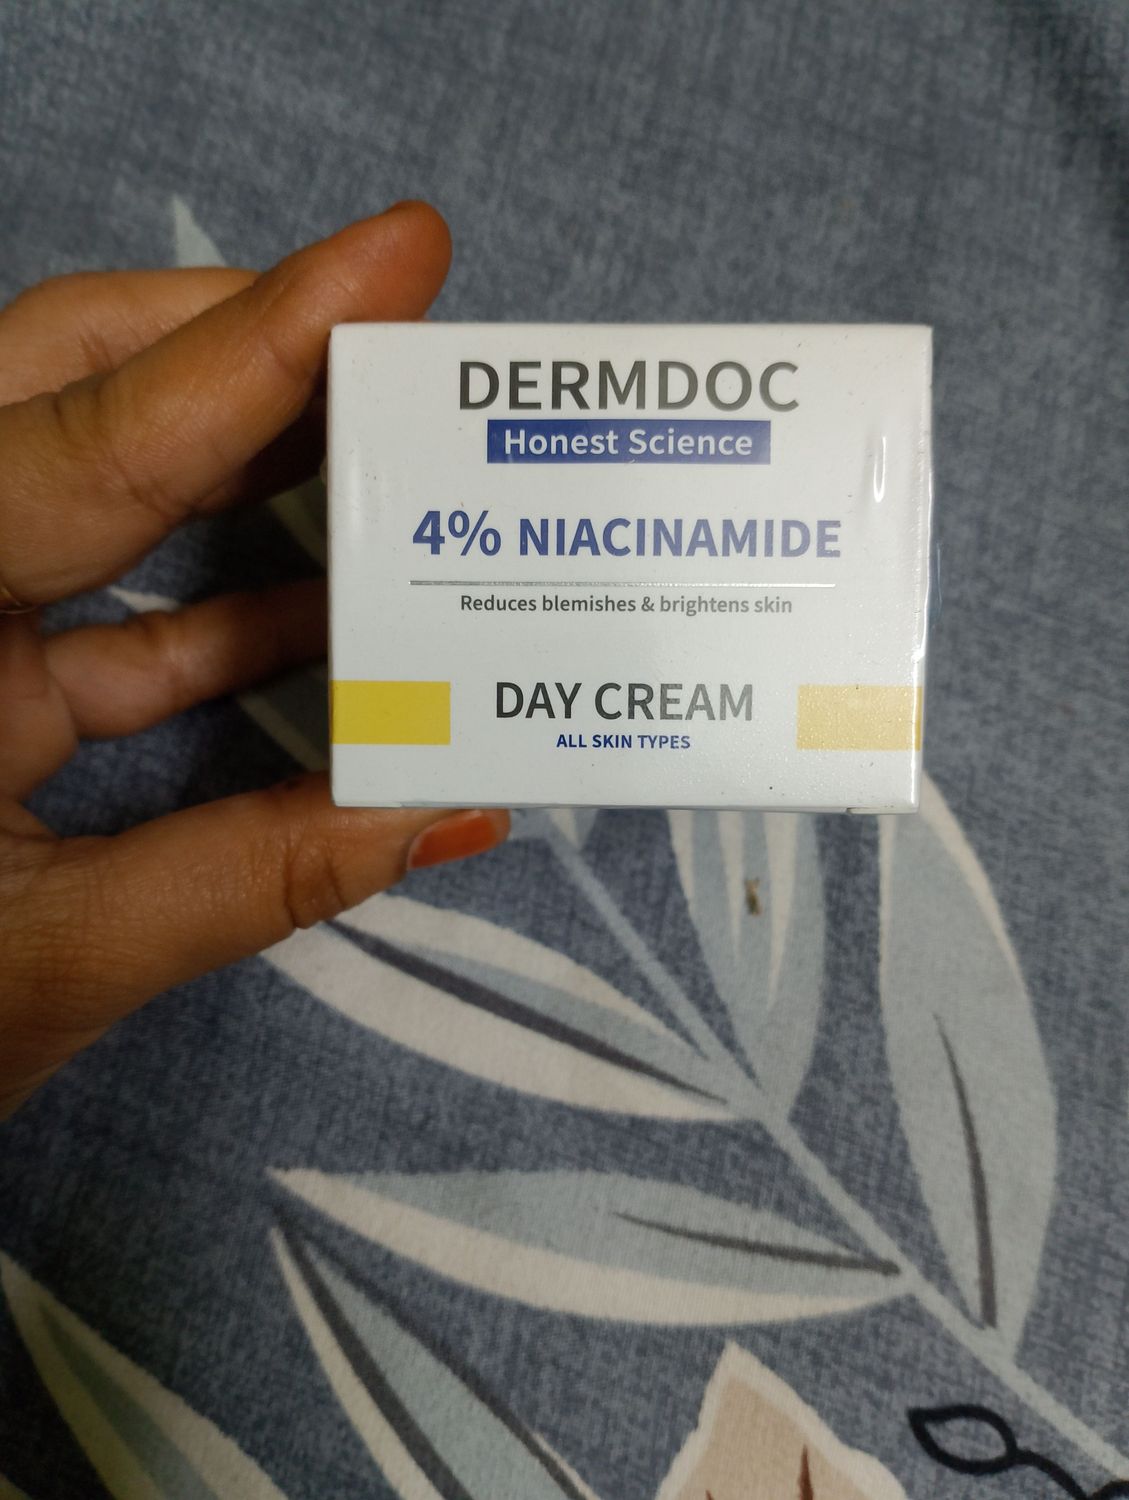 DERMDOC
Honest Science
4% NIACINAMIDE
Reduces blemishes & brightens skin
DAY CREAM
ALL SKIN TYPES